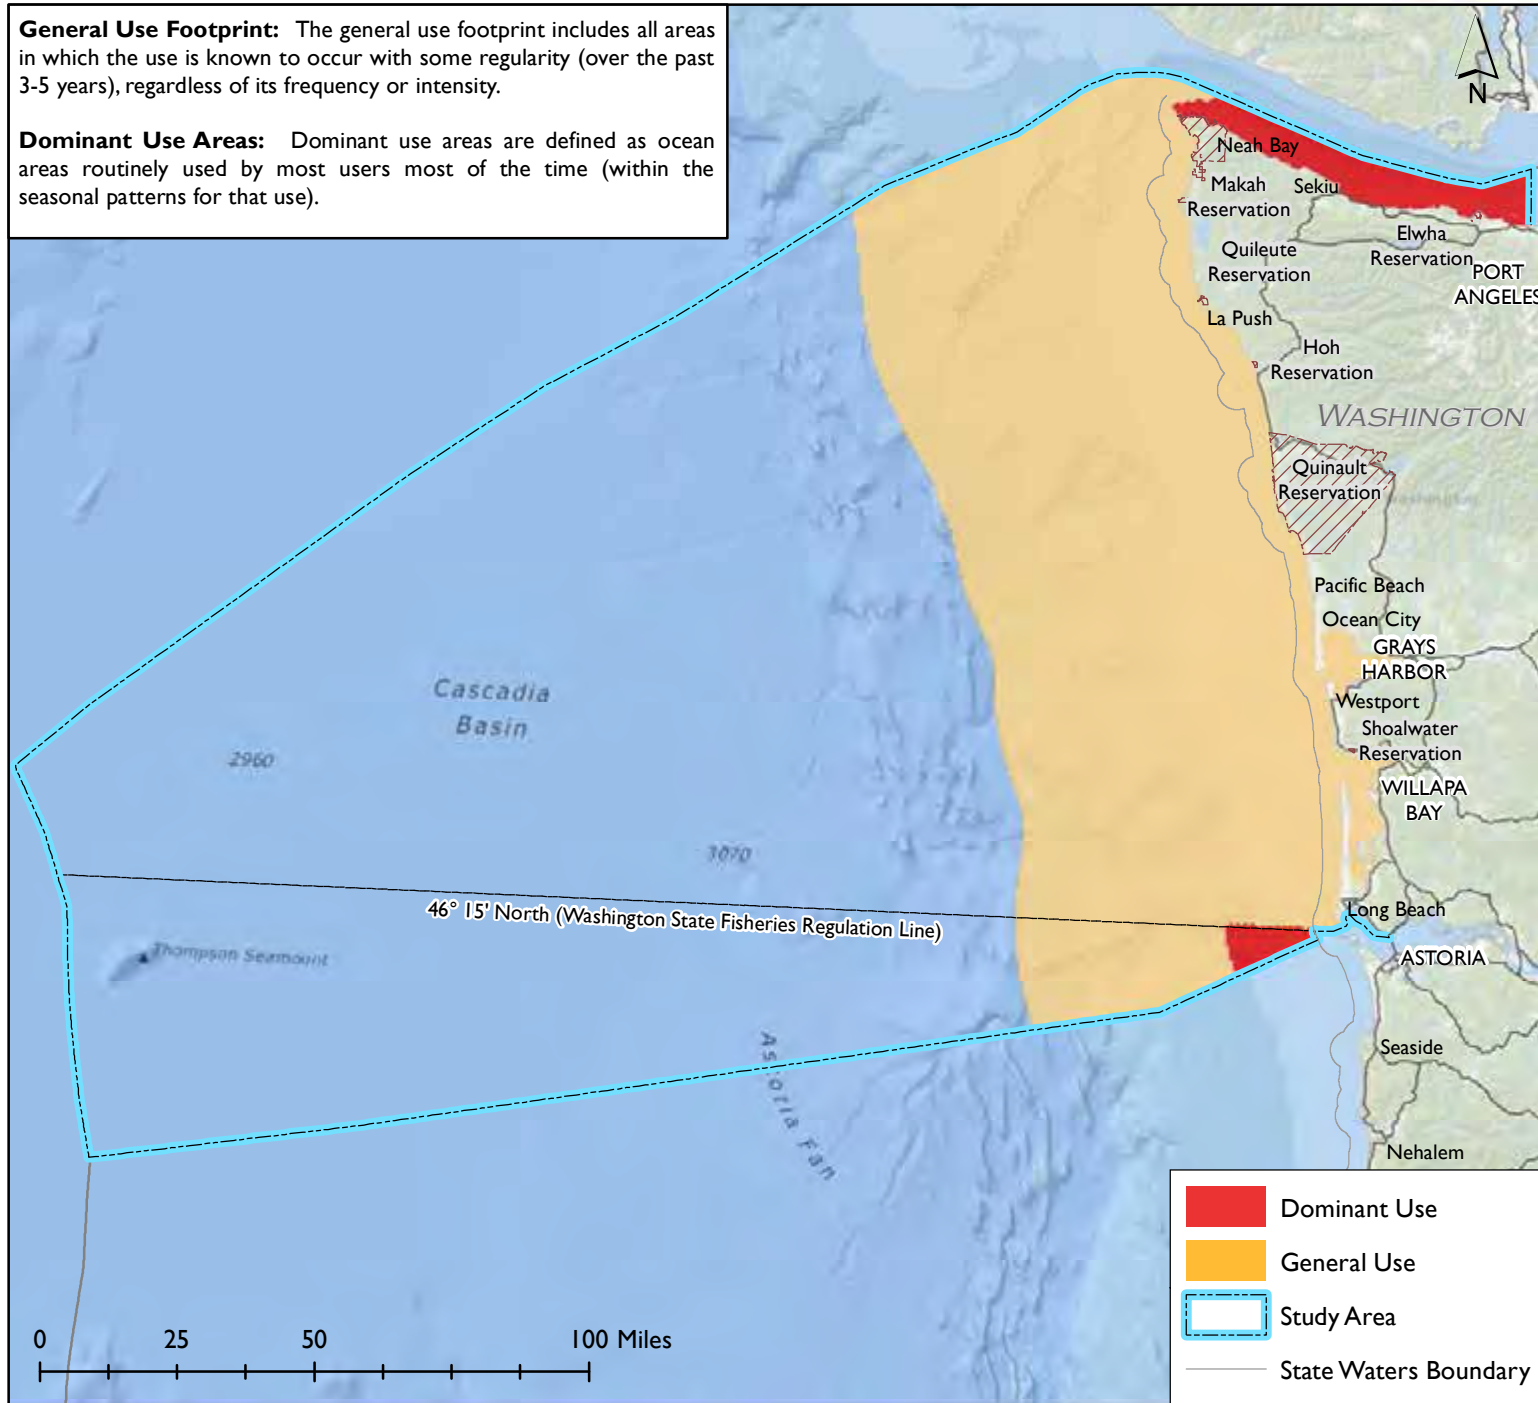 General Use Footprint: The general use footprint includes all areas
in which the use is known to occur with some regularity (over the past
3-5 years), regardless of its frequency or intensity.
Dominant Use Areas: Dominant use areas are defined as ocean
areas routinely used by most users most of the time (within the
seasonal patterns for that use).
N
Neah Bay
Makah
Reservation
Sekiu
Elwha
Reservation
PORT
ANGELES
Quileute
Reservation
La Push
Hoh
Reservation
WASHINGTON
Quinault
Reservation
Washington
Pacific Beach
Ocean City
GRAYS
HARBOR
Westport
Shoalwater
Reservation
WILLAPA
BAY
Cascadia
Basin
2960
3070
46° 15' North (Washington State Fisheries Regulation Line)
Long Beach
ASTORIA
Thompson Seamount
Astoria Fan
Seaside
Nehalem
Dominant Use
General Use
Study Area
State Waters Boundary
0 25 50 100 Miles